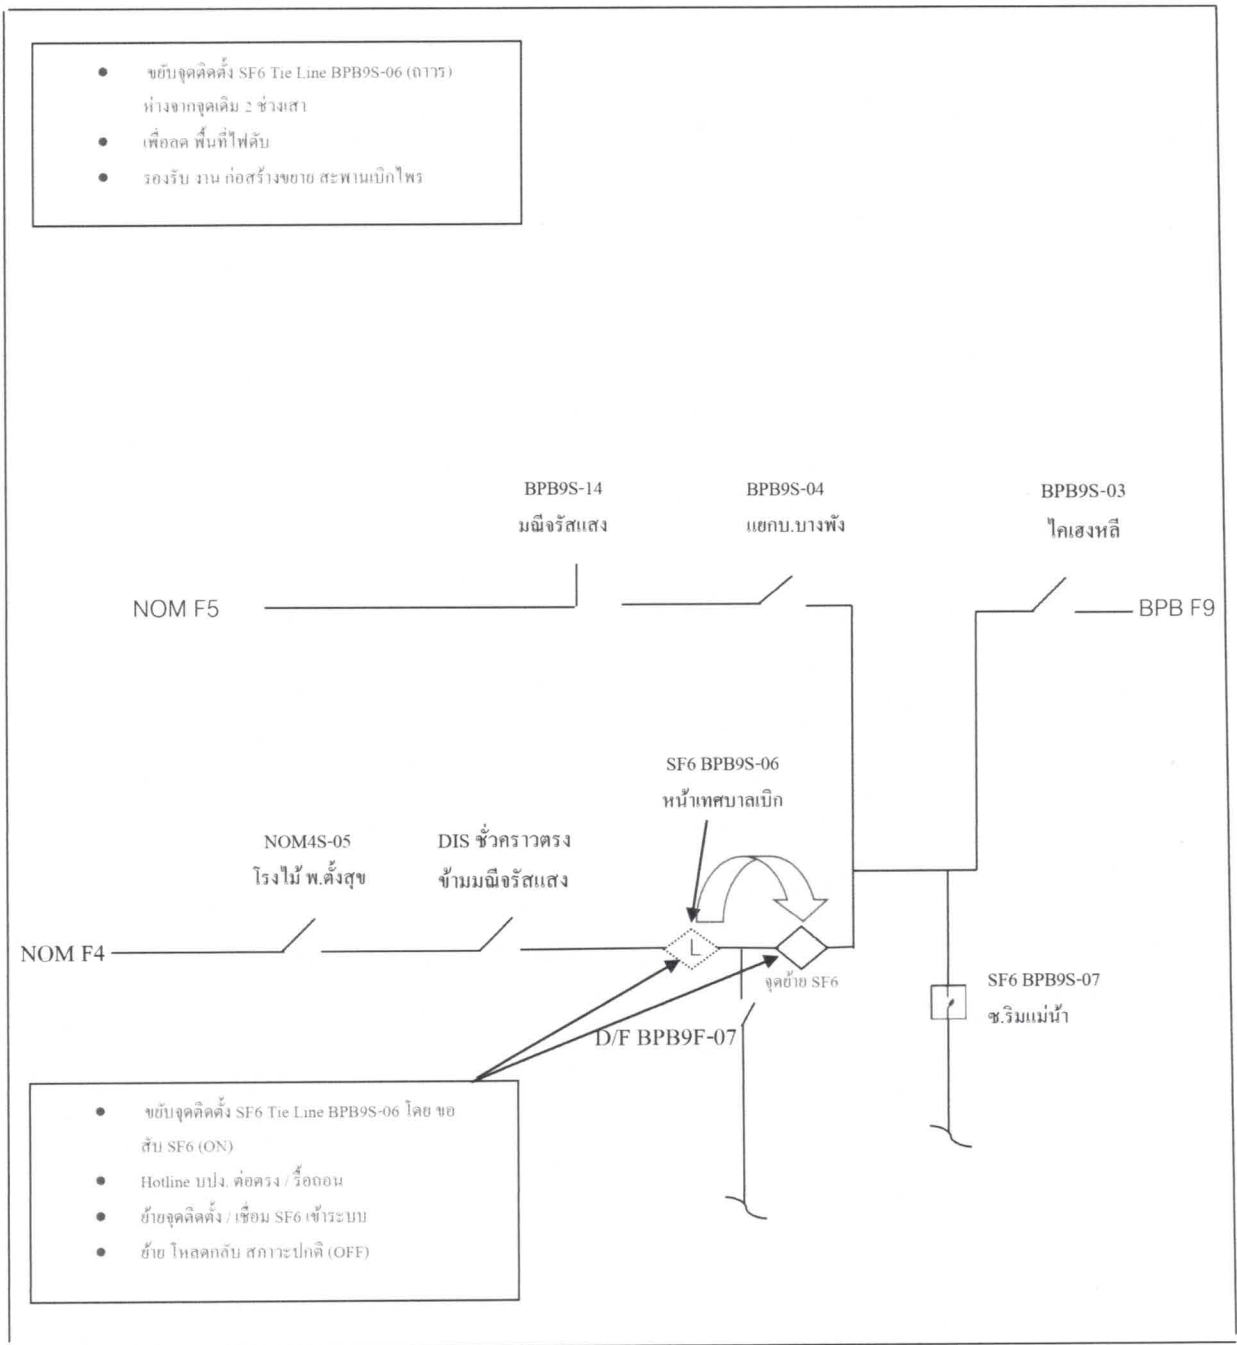 ขยับจุดติดตั้ง SF6 Tie Line BPB9S-06 (ถาวร)
ห่างจากจุดเดิม 2 ช่วงเสา
เพื่อลด พื้นที่ไฟดับ
รองรับ งาน ก่อสร้างขยาย สะพานเบิกไพร
BPB9S-14
มณีจรัสแสง
BPB9S-04
แยกบ.บางพัง
BPB9S-03
ไคเฮงหลี
NOM F5
BPB F9
SF6 BPB9S-06
หน้าเทศบาลเบิก
NOM4S-05
โรงไม้ พ.ตั้งสุข
DIS ชั่วคราวตรง
ข้ามมณีจรัสแสง
NOM F4
L
จุดย้าย SF6
SF6 BPB9S-07
ซ.ริมแม่น้ำ
D/F BPB9F-07
ขยับจุดติดตั้ง SF6 Tie Line BPB9S-06 โดย ขอ
สับ SF6 (ON)
Hotline บปง. ต่อตรง / รื้อถอน
ย้ายจุดติดตั้ง / เชื่อม SF6 เข้าระบบ
ย้าย โหลดกลับ สภาวะปกติ (OFF)